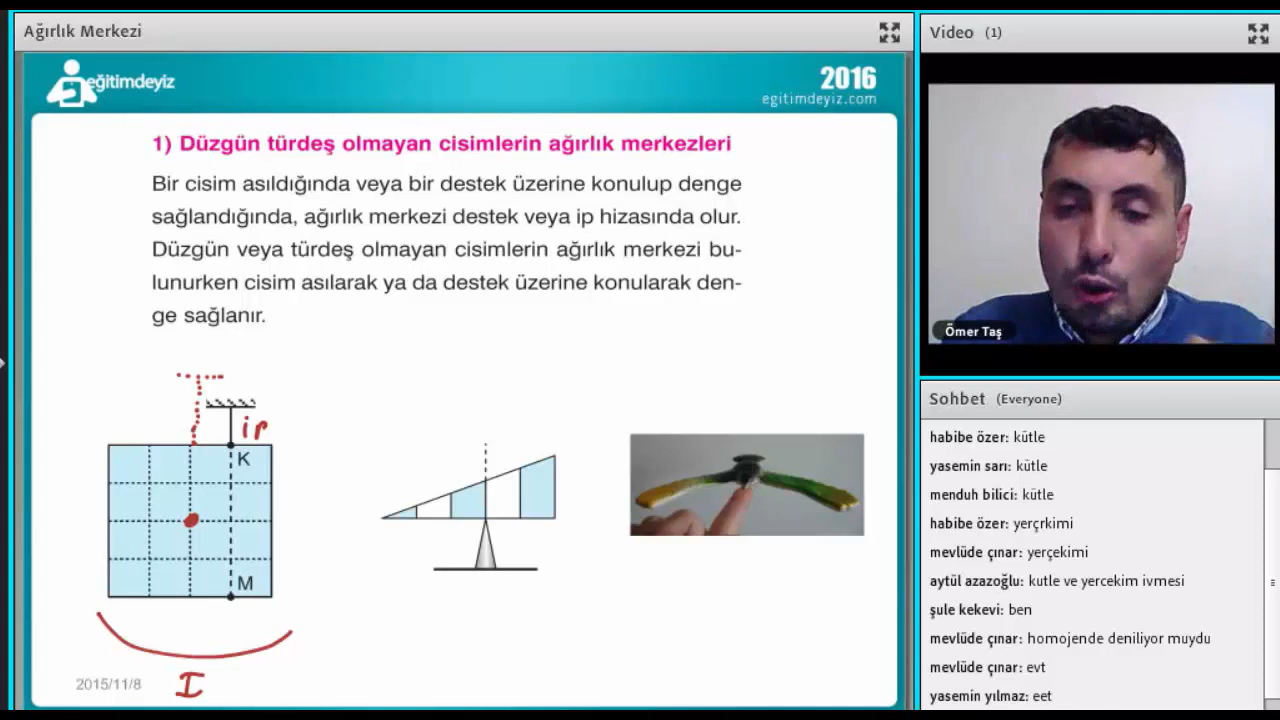 Ağırlık Merkezi
eğitimdeyiz
2016
egitimdeyiz.com
1) Düzgün türdeş olmayan cisimlerin ağırlık merkezleri
Bir cisim asıldığında veya bir destek üzerine konulup denge
sağlandığında, ağırlık merkezi destek veya ip hizasında olur.
Düzgün veya türdeş olmayan cisimlerin ağırlık merkezi bu-
lunurken cisim asılarak ya da destek üzerine konularak den-
ge sağlanır.
ip
K
M
I
2015/11/8
Video (1)
Ömer Taş
Sohbet (Everyone)
habibe özer: kütle
yasemin sarı: kütle
menduh bilici: kütle
habibe özer: yerçrkimi
mevlüde çınar: yerçekimi
aytül azazoğlu: kutle ve yercekim ivmesi
şule kekevi: ben
mevlüde çınar: homojende deniliyor muydu
mevlüde çınar: evt
yasemin yılmaz: eet